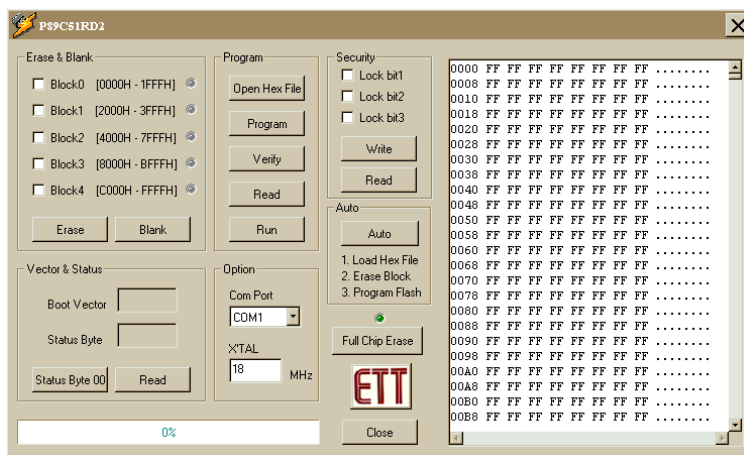 P89C51RD2
Erase & Blank
Block0 [0000H - 1FFFH]
Block1 [2000H - 3FFFH]
Block2 [4000H - 7FFFH]
Block3 [8000H - BFFFH]
Block4 [C000H - FFFFH]
Erase Blank
Program
Open Hex File
Program
Verify
Read
Run
Security
Lock bit1
Lock bit2
Lock bit3
Write
Read
Auto
Auto
1. Load Hex File
2. Erase Block
3. Program Flash
Vector & Status
Boot Vector
Status Byte
Status Byte 00 Read
Option
Com Port
COM1
X'TAL
18 MHz
Full Chip Erase
ETT
Close
0%
0000 FF FF FF FF FF FF FF FF ........
0008 FF FF FF FF FF FF FF FF ........
0010 FF FF FF FF FF FF FF FF ........
0018 FF FF FF FF FF FF FF FF ........
0020 FF FF FF FF FF FF FF FF ........
0028 FF FF FF FF FF FF FF FF ........
0030 FF FF FF FF FF FF FF FF ........
0038 FF FF FF FF FF FF FF FF ........
0040 FF FF FF FF FF FF FF FF ........
0048 FF FF FF FF FF FF FF FF ........
0050 FF FF FF FF FF FF FF FF ........
0058 FF FF FF FF FF FF FF FF ........
0060 FF FF FF FF FF FF FF FF ........
0068 FF FF FF FF FF FF FF FF ........
0070 FF FF FF FF FF FF FF FF ........
0078 FF FF FF FF FF FF FF FF ........
0080 FF FF FF FF FF FF FF FF ........
0088 FF FF FF FF FF FF FF FF ........
0090 FF FF FF FF FF FF FF FF ........
0098 FF FF FF FF FF FF FF FF ........
00A0 FF FF FF FF FF FF FF FF ........
00A8 FF FF FF FF FF FF FF FF ........
00B0 FF FF FF FF FF FF FF FF ........
00B8 FF FF FF FF FF FF FF FF ........